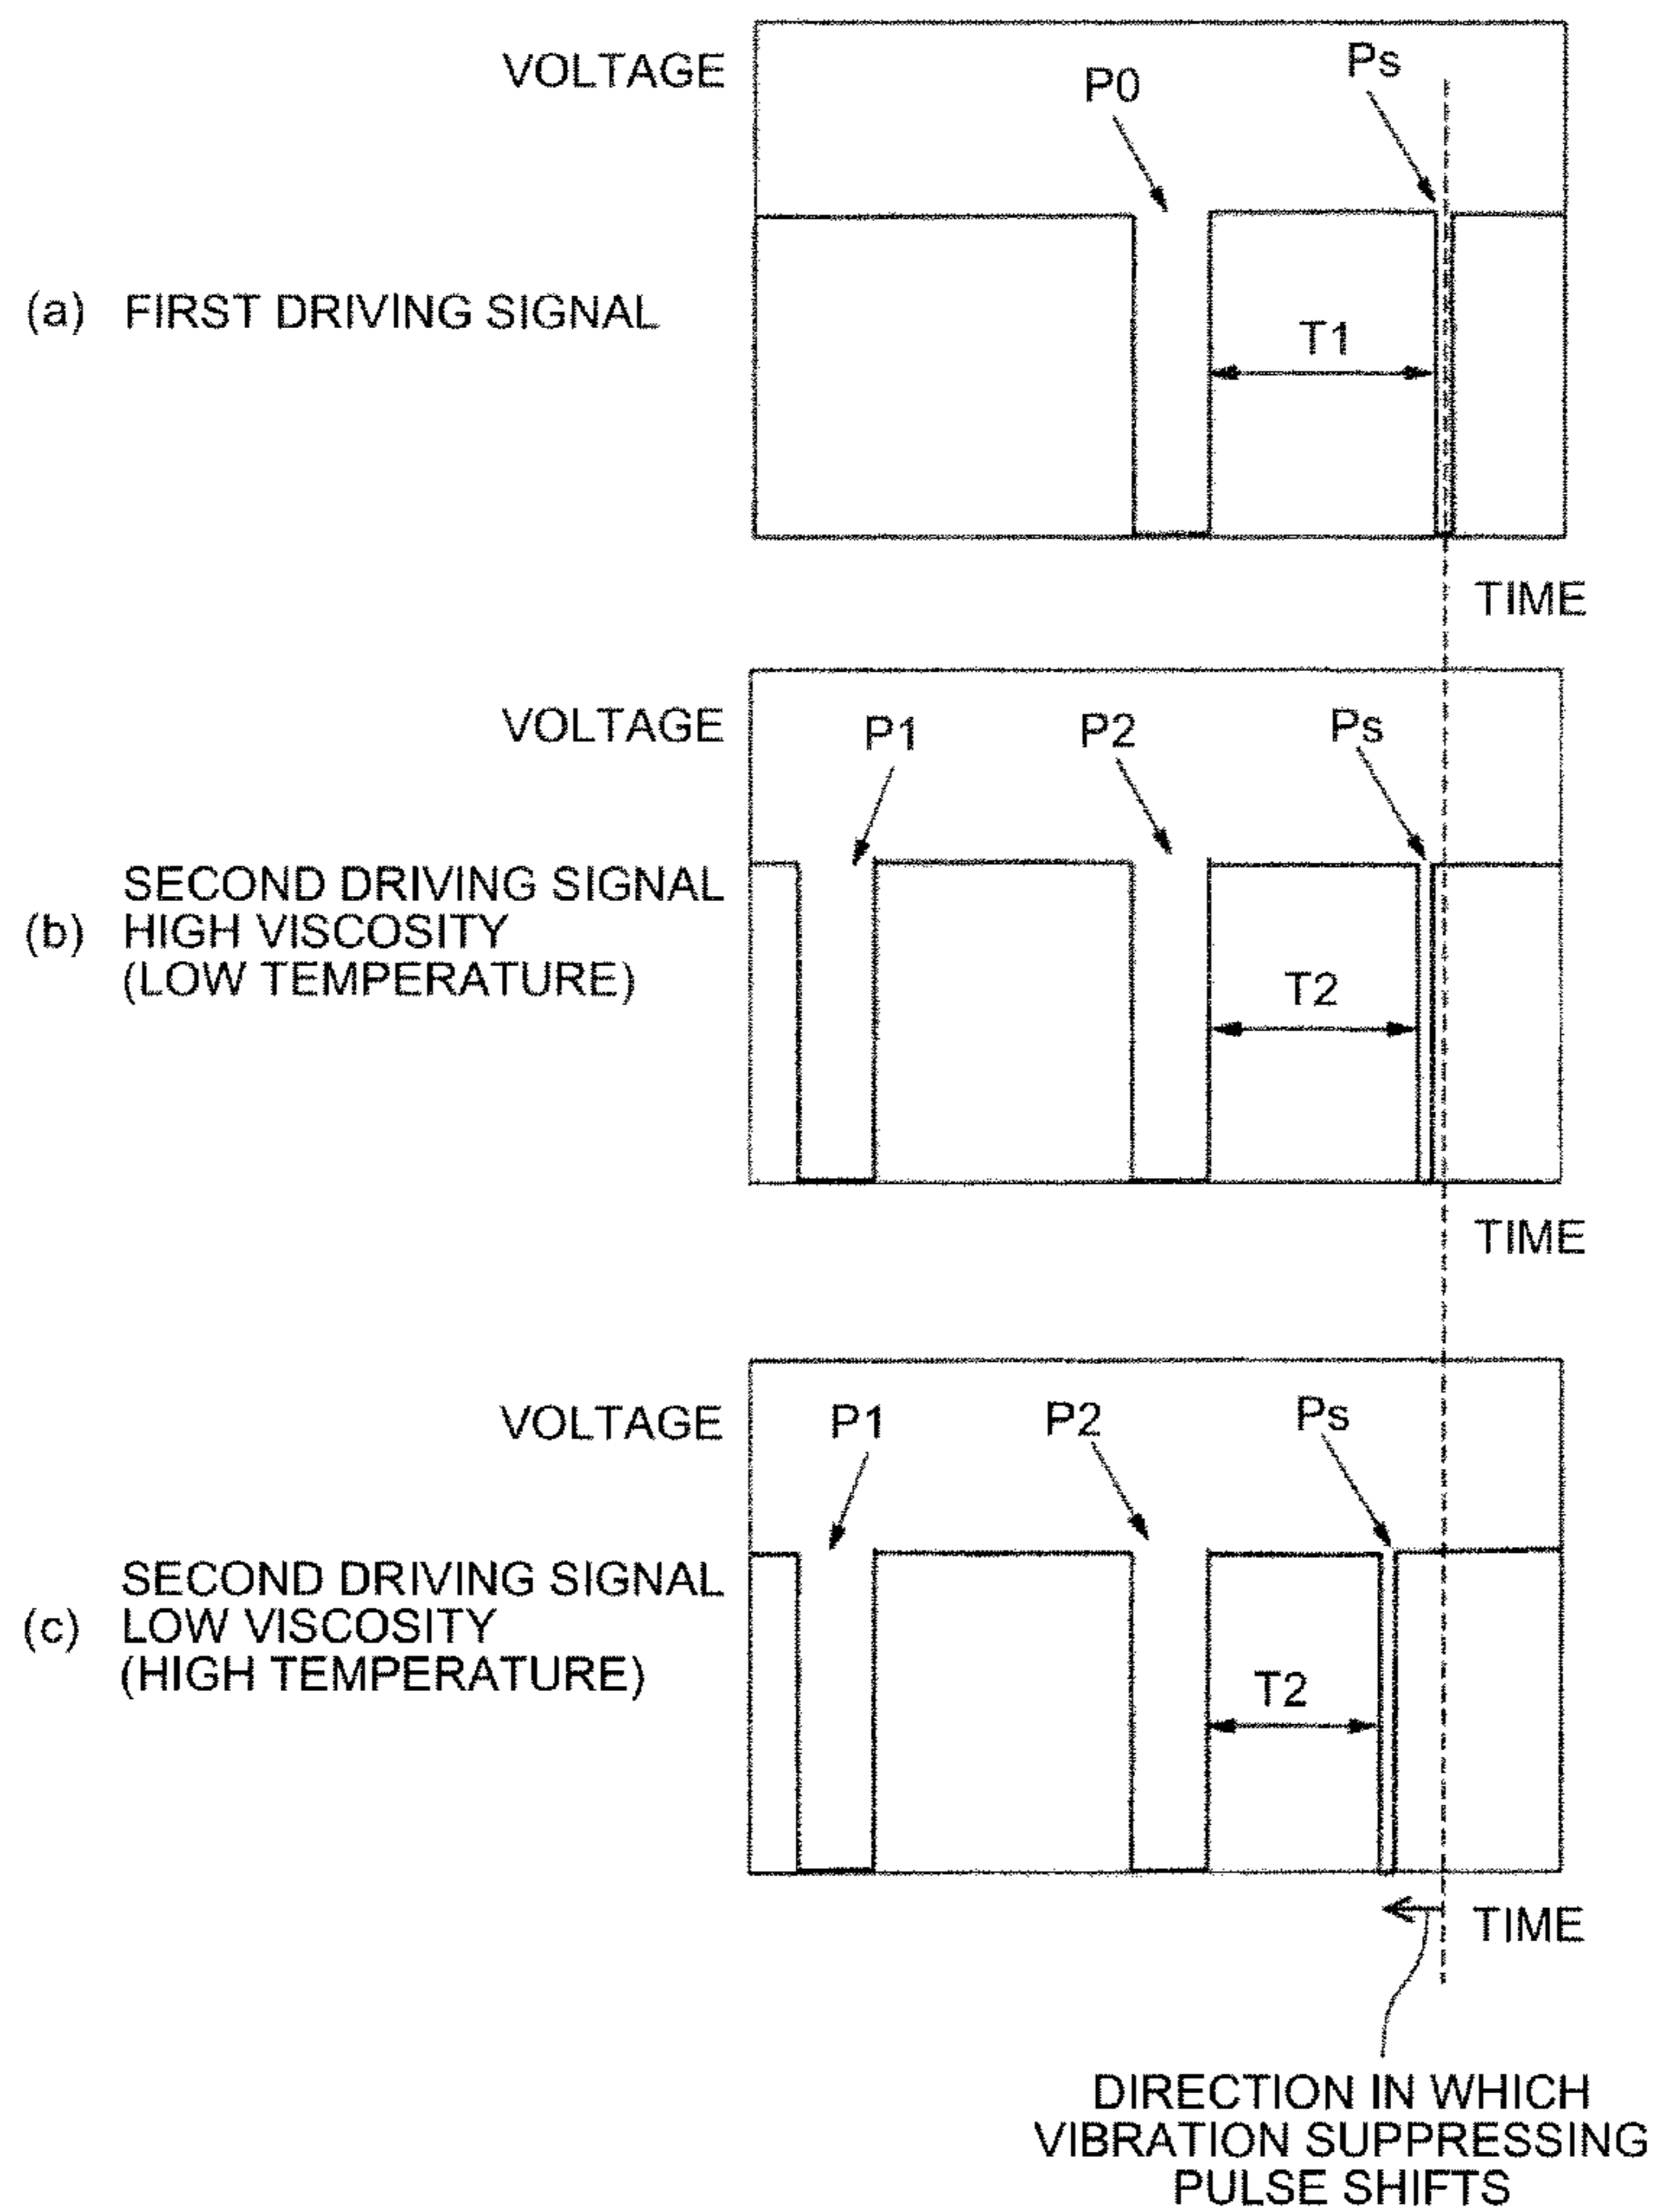 VOLTAGE
P0
Ps
(a) FIRST DRIVING SIGNAL
T1
TIME
VOLTAGE
P1
P2
Ps
SECOND DRIVING SIGNAL
(b) HIGH VISCOSITY
(LOW TEMPERATURE)
T2
TIME
VOLTAGE
P1
P2
Ps
SECOND DRIVING SIGNAL
(c) LOW VISCOSITY
(HIGH TEMPERATURE)
T2
TIME
DIRECTION IN WHICH
VIBRATION SUPPRESSING
PULSE SHIFTS